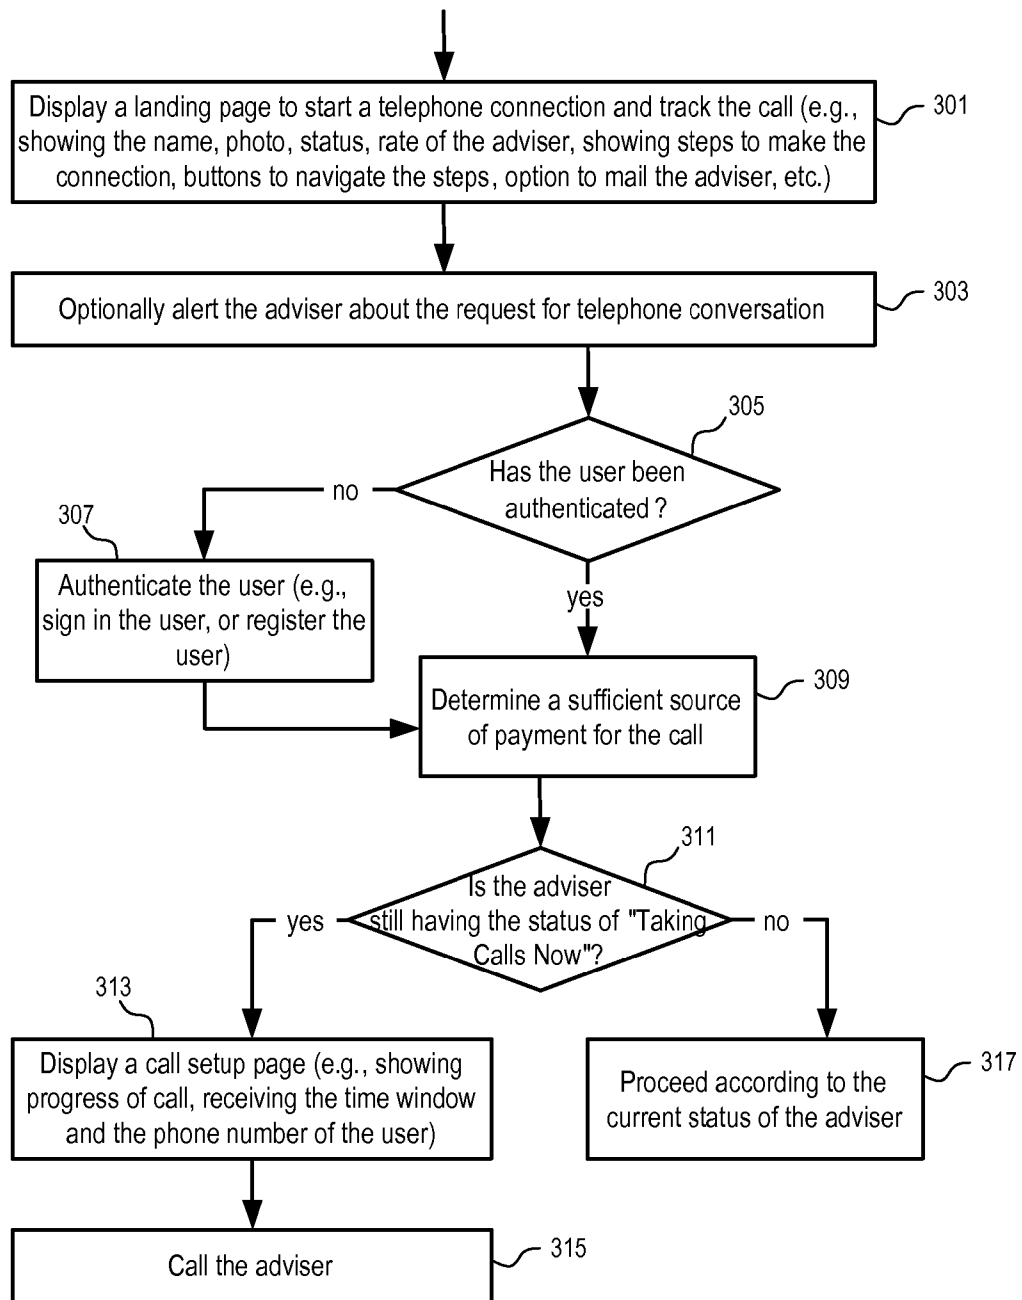 Display a landing page to start a telephone connection and track the call (e.g.,
showing the name, photo, status, rate of the adviser, showing steps to make the
connection, buttons to navigate the steps, option to mail the adviser, etc.)
301
Optionally alert the adviser about the request for telephone conversation
303
305
Has the user been
authenticated ?
no
307
Authenticate the user (e.g.,
sign in the user, or register the
user)
yes
309
Determine a sufficient source
of payment for the call
311
Is the adviser
still having the status of "Taking
Calls Now"?
yes
no
313
Display a call setup page (e.g., showing
progress of call, receiving the time window
and the phone number of the user)
317
Proceed according to the
current status of the adviser
Call the adviser
315